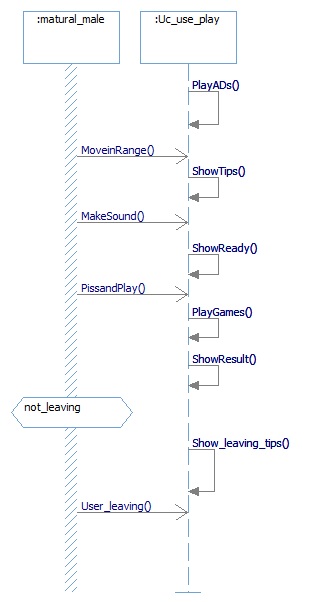 :matural_male
:Uc_use_play
PlayADs()
MoveinRange()
ShowTips()
MakeSound()
ShowReady()
PissandPlay()
PlayGames()
ShowResult()
not_leaving
Show_leaving_tips()
User_leaving()